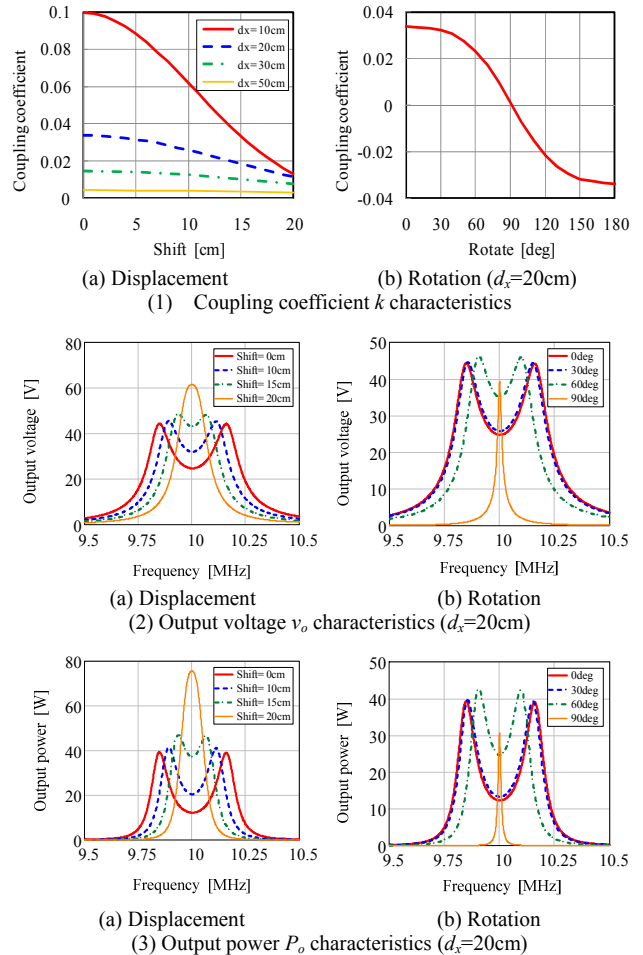 0.1
0.08
0.06
0.04
0.02
0
Coupling coefficient
dx=10cm
dx=20cm
dx=30cm
dx=50cm
0 5 10 15 20
Shift [cm]
(a) Displacement
0.04
0.02
0
-0.02
-0.04
Coupling coefficient
0 30 60 90 120 150 180
Rotate [deg]
(b) Rotation (dx=20cm)
(1) Coupling coefficient k characteristics
80
60
40
20
0
Output voltage [V]
Shift= 0cm
Shift= 10cm
Shift= 15cm
Shift= 20cm
9.5 9.75 10 10.25 10.5
Frequency [MHz]
(a) Displacement
50
40
30
20
10
0
Output voltage [V]
0deg
30deg
60deg
90deg
9.5 9.75 10 10.25 10.5
Frequency [MHz]
(b) Rotation
(2) Output voltage vo characteristics (dx=20cm)
80
60
40
20
0
Output power [W]
Shift= 0cm
Shift= 10cm
Shift= 15cm
Shift= 20cm
9.5 9.75 10 10.25 10.5
Frequency [MHz]
(a) Displacement
50
40
30
20
10
0
Output power [W]
0deg
30deg
60deg
90deg
9.5 9.75 10 10.25 10.5
Frequency [MHz]
(b) Rotation
(3) Output power Po characteristics (dx=20cm)